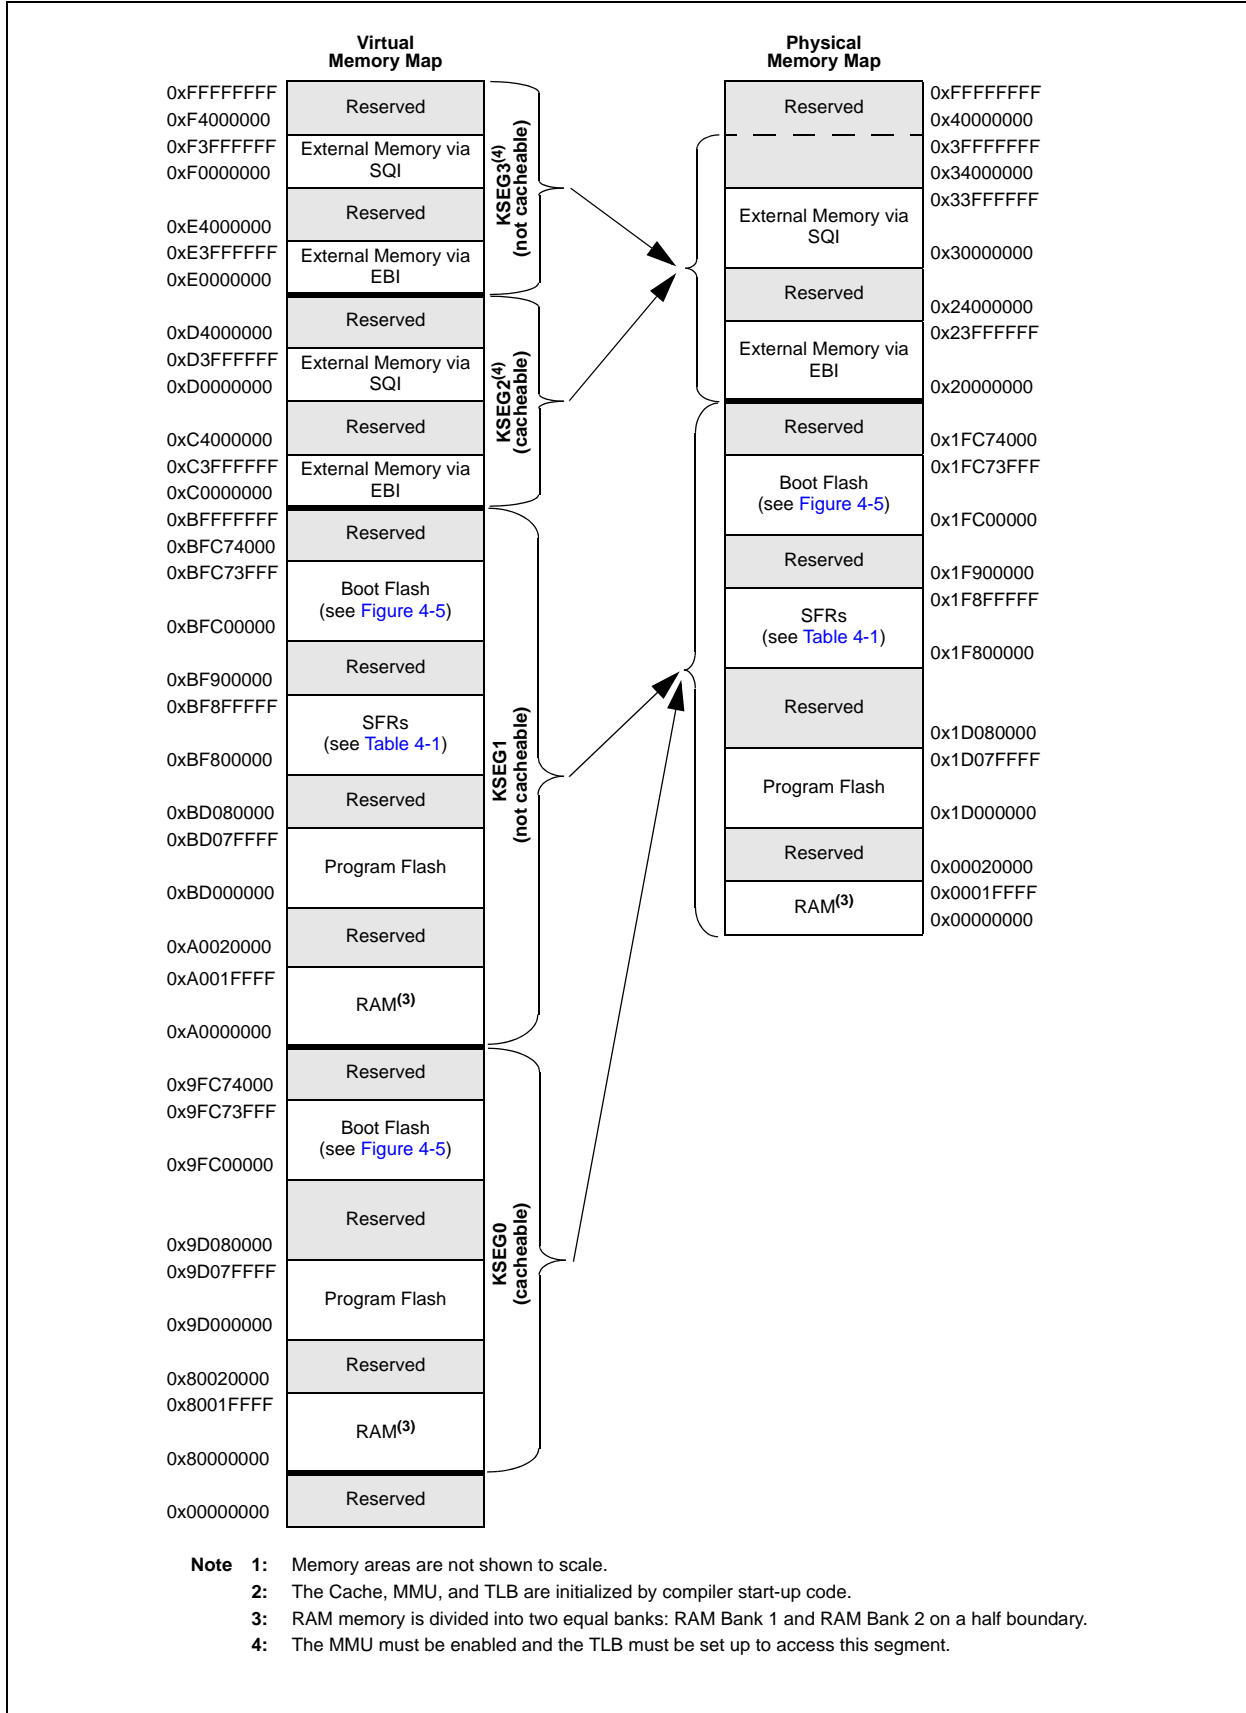 Virtual
Memory Map
0xFFFFFFFF
Reserved
0xF4000000
0xF3FFFFFF
External Memory via
SQI
0xF0000000
Reserved
0xE4000000
0xE3FFFFFF
External Memory via
EBI
0xE0000000
KSEG3(4)
(not cacheable)
Reserved
0xD4000000
0xD3FFFFFF
External Memory via
SQI
0xD0000000
Reserved
0xC4000000
0xC3FFFFFF
External Memory via
EBI
0xC0000000
KSEG2(4)
(cacheable)
0xBFFFFFFF
Reserved
0xBFC74000
0xBFC73FFF
Boot Flash
(see Figure 4-5)
0xBFC00000
Reserved
0xBF900000
0xBF8FFFFF
SFRs
(see Table 4-1)
0xBF800000
Reserved
0xBD080000
0xBD07FFFF
Program Flash
0xBD000000
Reserved
0xA0020000
0xA001FFFF
RAM(3)
0xA0000000
KSEG1
(not cacheable)
Reserved
0x9FC74000
0x9FC73FFF
Boot Flash
(see Figure 4-5)
0x9FC00000
Reserved
0x9D080000
0x9D07FFFF
Program Flash
0x9D000000
Reserved
0x80020000
0x8001FFFF
RAM(3)
0x80000000
KSEG0
(cacheable)
Reserved
0x00000000
Physical
Memory Map
0xFFFFFFFF
Reserved
0x40000000
0x3FFFFFFF
0x34000000
0x33FFFFFF
External Memory via
SQI
0x30000000
Reserved
0x24000000
0x23FFFFFF
External Memory via
EBI
0x20000000
Reserved
0x1FC74000
0x1FC73FFF
Boot Flash
(see Figure 4-5)
0x1FC00000
Reserved
0x1F900000
0x1F8FFFFF
SFRs
(see Table 4-1)
0x1F800000
Reserved
0x1D080000
0x1D07FFFF
Program Flash
0x1D000000
Reserved
0x00020000
0x0001FFFF
RAM(3)
0x00000000
Note 1: Memory areas are not shown to scale.
2: The Cache, MMU, and TLB are initialized by compiler start-up code.
3: RAM memory is divided into two equal banks: RAM Bank 1 and RAM Bank 2 on a half boundary.
4: The MMU must be enabled and the TLB must be set up to access this segment.